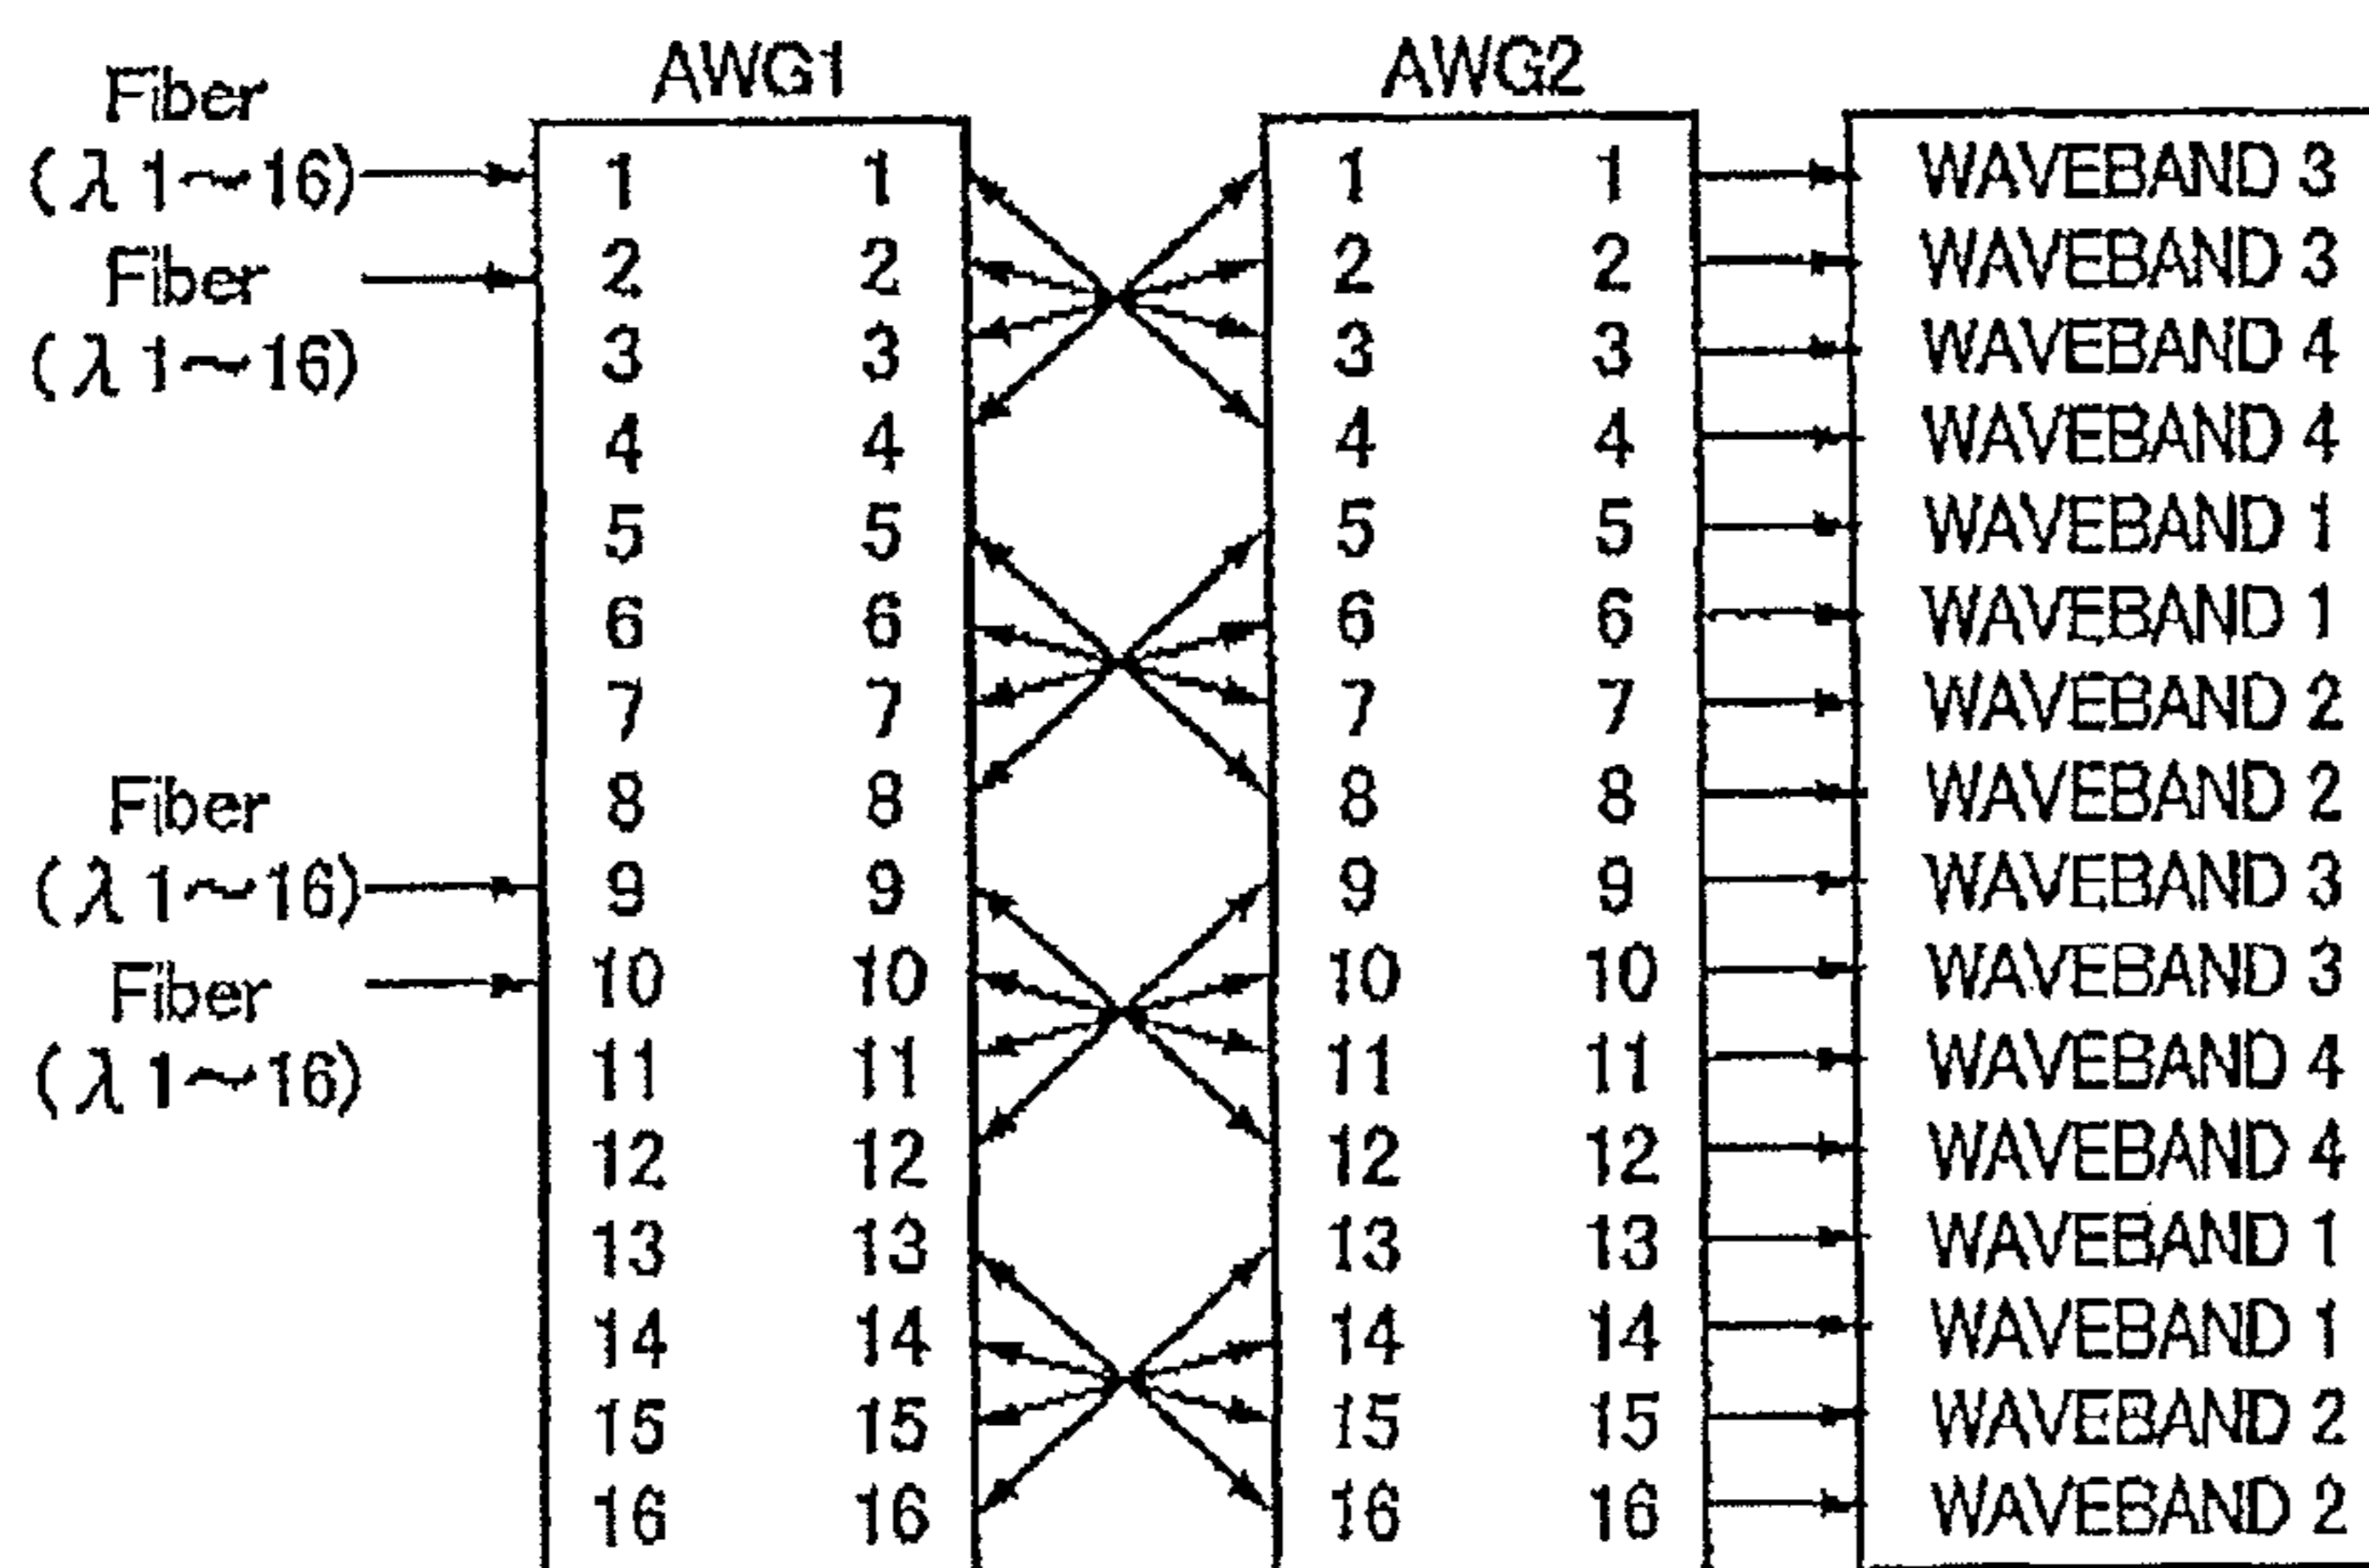 AWG1 AWG2
Fiber
(λ1~16) 1 1 1 1 WAVEBAND 3
Fiber 2 2 2 2 WAVEBAND 3
(λ1~16) 3 3 3 3 WAVEBAND 4
4 4 4 4 WAVEBAND 4
5 5 5 5 WAVEBAND 1
6 6 6 6 WAVEBAND 1
7 7 7 7 WAVEBAND 2
Fiber 8 8 8 8 WAVEBAND 2
(λ1~16) 9 9 9 9 WAVEBAND 3
Fiber 10 10 10 10 WAVEBAND 3
(λ1~16) 11 11 11 11 WAVEBAND 4
12 12 12 12 WAVEBAND 4
13 13 13 13 WAVEBAND 1
14 14 14 14 WAVEBAND 1
15 15 15 15 WAVEBAND 2
16 16 16 16 WAVEBAND 2